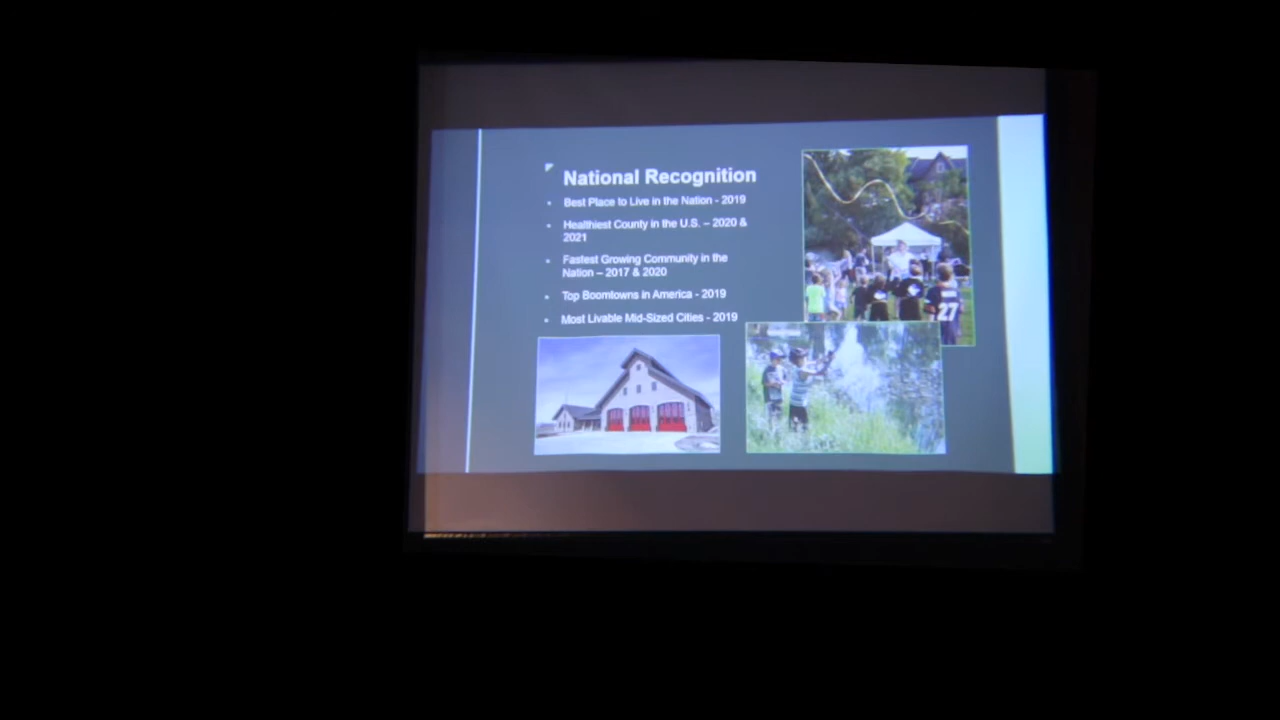 National Recognition
Best Place to Live in the Nation - 2019
Healthiest County in the U.S. – 2020 &
2021
Fastest Growing Community in the
Nation – 2017 & 2020
Top Boomtowns in America - 2019
Most Livable Mid-Sized Cities - 2019
27